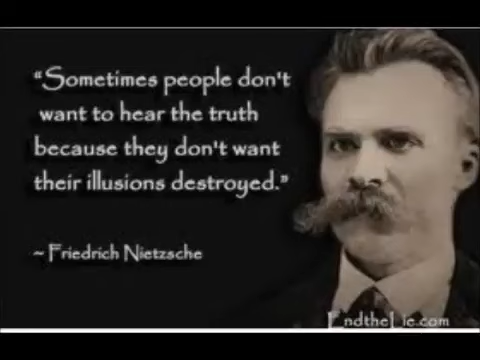 “Sometimes people don't
want to hear the truth
because they don't want
their illusions destroyed.”
~ Friedrich Nietzsche
EndtheLie.com